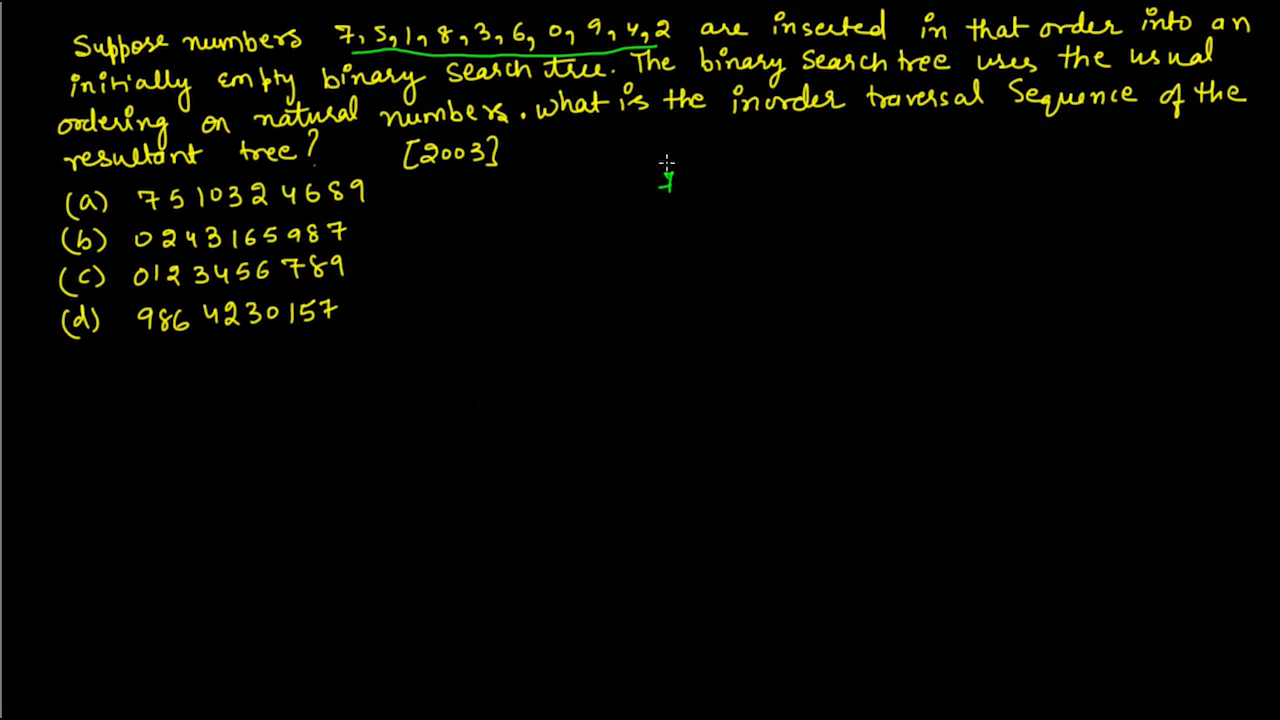 Suppose numbers 7, 5, 1, 8, 3, 6, 0, 9, 4, 2 are inserted in that order into an
initially empty binary search tree. The binary search tree uses the usual
ordering on natural numbers. what is the inorder traversal sequence of the
resultant tree? [2003]
(a) 7 5 1 0 3 2 4 6 8 9
(b) 0 2 4 3 1 6 5 9 8 7
(c) 0 1 2 3 4 5 6 7 8 9
(d) 9 8 6 4 2 3 0 1 5 7
7